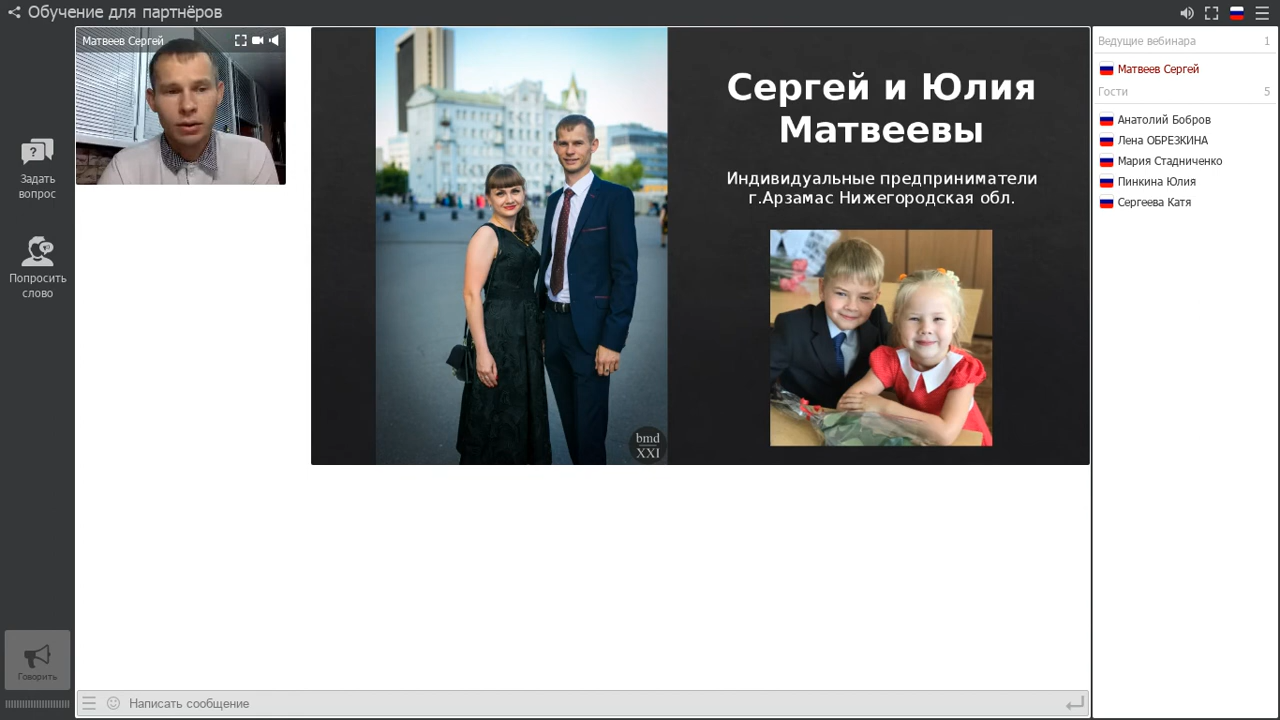 Обучение для партнёров
Матвеев Сергей
Задать
вопрос
Попросить
слово
Говорить
Сергей и Юлия
Матвеевы
Индивидуальные предприниматели
г.Арзамас Нижегородская обл.
bmd
XXI
Написать сообщение
Ведущие вебинара 1
Матвеев Сергей
Гости 5
Анатолий Бобров
Лена ОБРЕЗКИНА
Мария Стадниченко
Пинкина Юлия
Сергеева Катя